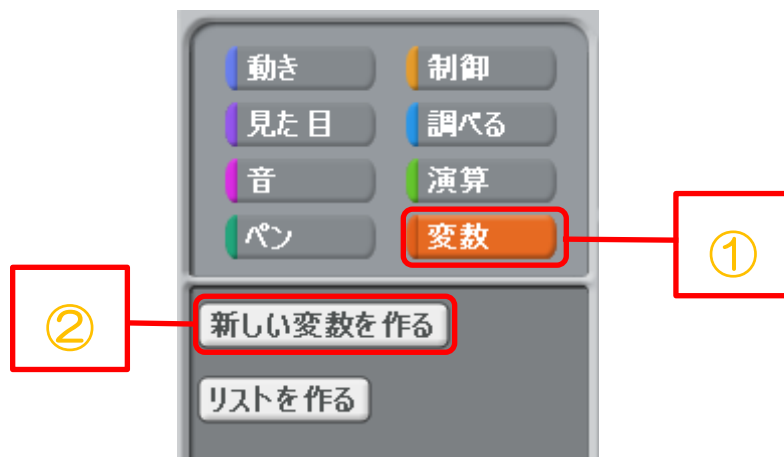 動き 制御
見た目 調べる
音 演算
ペン 変数
①
②
新しい変数を作る
リストを作る